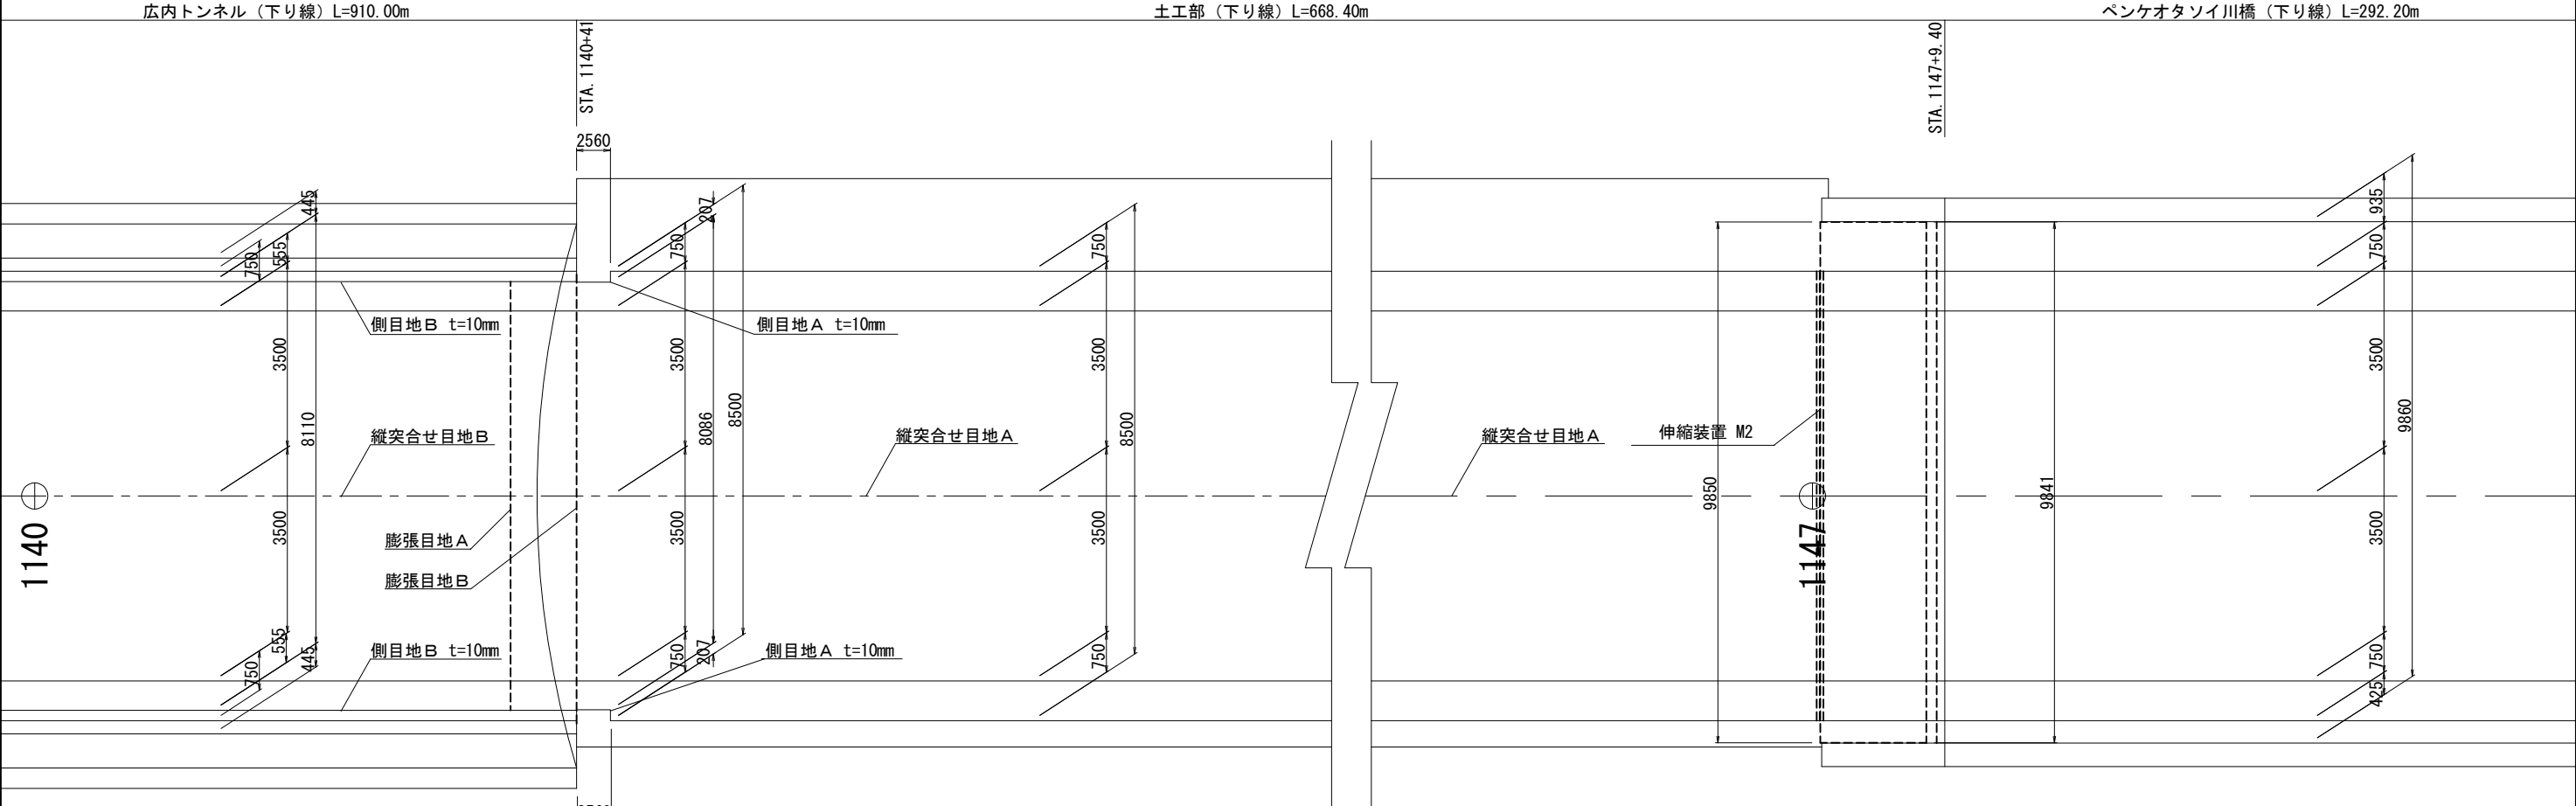 広内トンネル（下り線）L=910.00m
土工部（下り線）L=668.40m
ペンケオタソイ川橋（下り線）L=292.20m
STA. 1140+41
STA. 1147+9.40
2560
445
555
750
3500
8110
3500
555
445
750
207
750
3500
8086
8500
3500
750
207
750
3500
8500
3500
750
9850
9841
935
750
3500
9860
3500
750
425
側目地B t=10mm
側目地A t=10mm
縦突合せ目地B
縦突合せ目地A
縦突合せ目地A
伸縮装置 M2
膨張目地A
膨張目地B
側目地B t=10mm
側目地A t=10mm
1140
1147